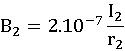 B₂ = 2.10⁻⁷ I₂/r₂